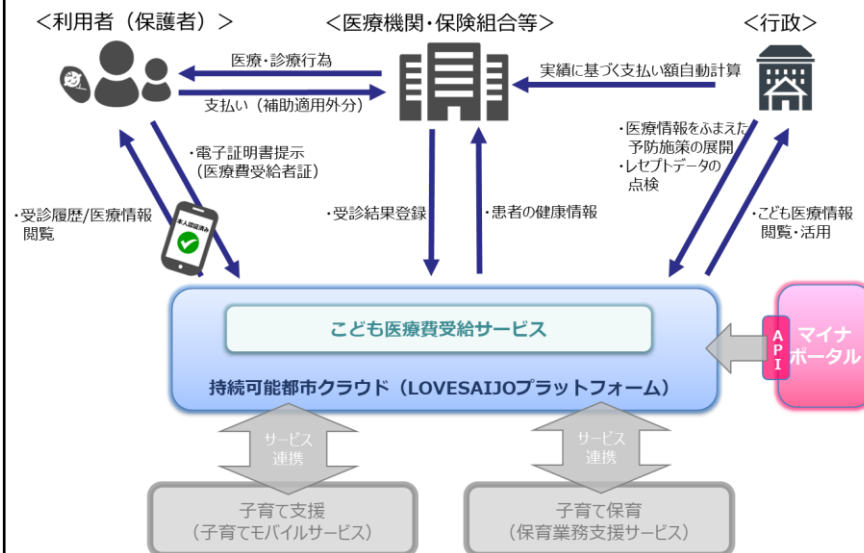 ＜利用者（保護者）＞
＜医療機関・保険組合等＞
＜行政＞
医療・診療行為
支払い（補助適用外分）
実績に基づく支払い額自動計算
・電子証明書提示
（医療費受給者証）
・医療情報をふまえた
予防施策の展開
・レセプトデータの
点検
・受診履歴/医療情報
閲覧
本人認証済み
・受診結果登録
・患者の健康情報
・こども医療情報
閲覧・活用
こども医療費受給サービス
持続可能都市クラウド（LOVESAIJOプラットフォーム）
API
マイナ
ポータル
サービス
連携
サービス
連携
子育て支援
（子育てモバイルサービス）
子育て保育
（保育業務支援サービス）